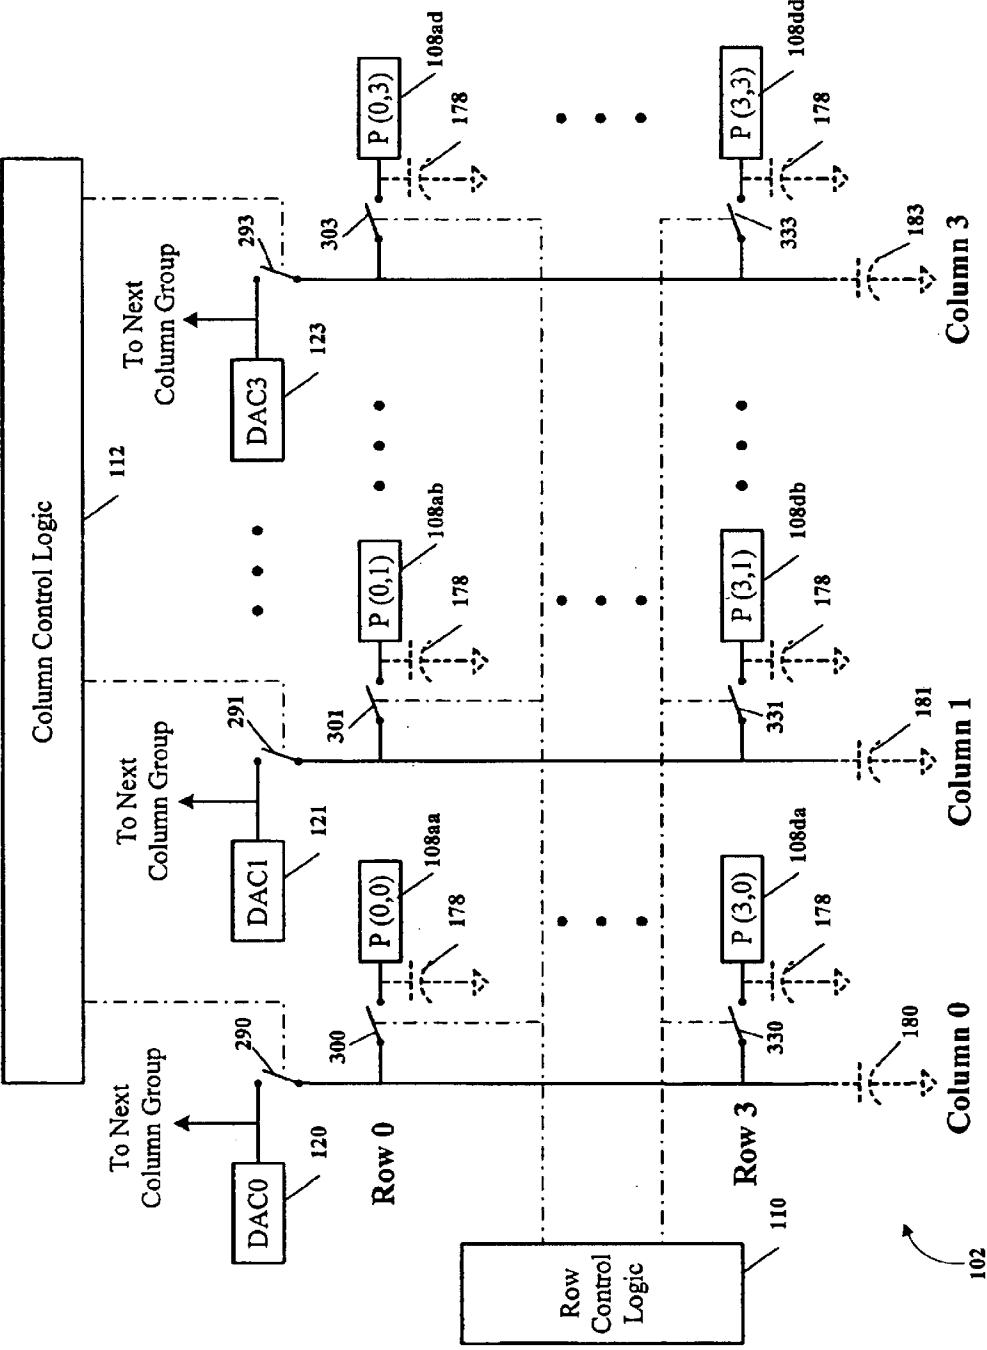 Column Control Logic
112
To Next
Column Group
To Next
Column Group
To Next
Column Group
290
291
293
DAC0
120
DAC1
121
DAC3
123
Row 0
300
P (0,0)
108aa
178
301
P (0,1)
108ab
178
303
P (0,3)
108ad
178
Row
Control
Logic
110
Row 3
330
P (3,0)
108da
178
331
P (3,1)
108db
178
333
P (3,3)
108dd
178
180
181
183
Column 0
Column 1
Column 3
102